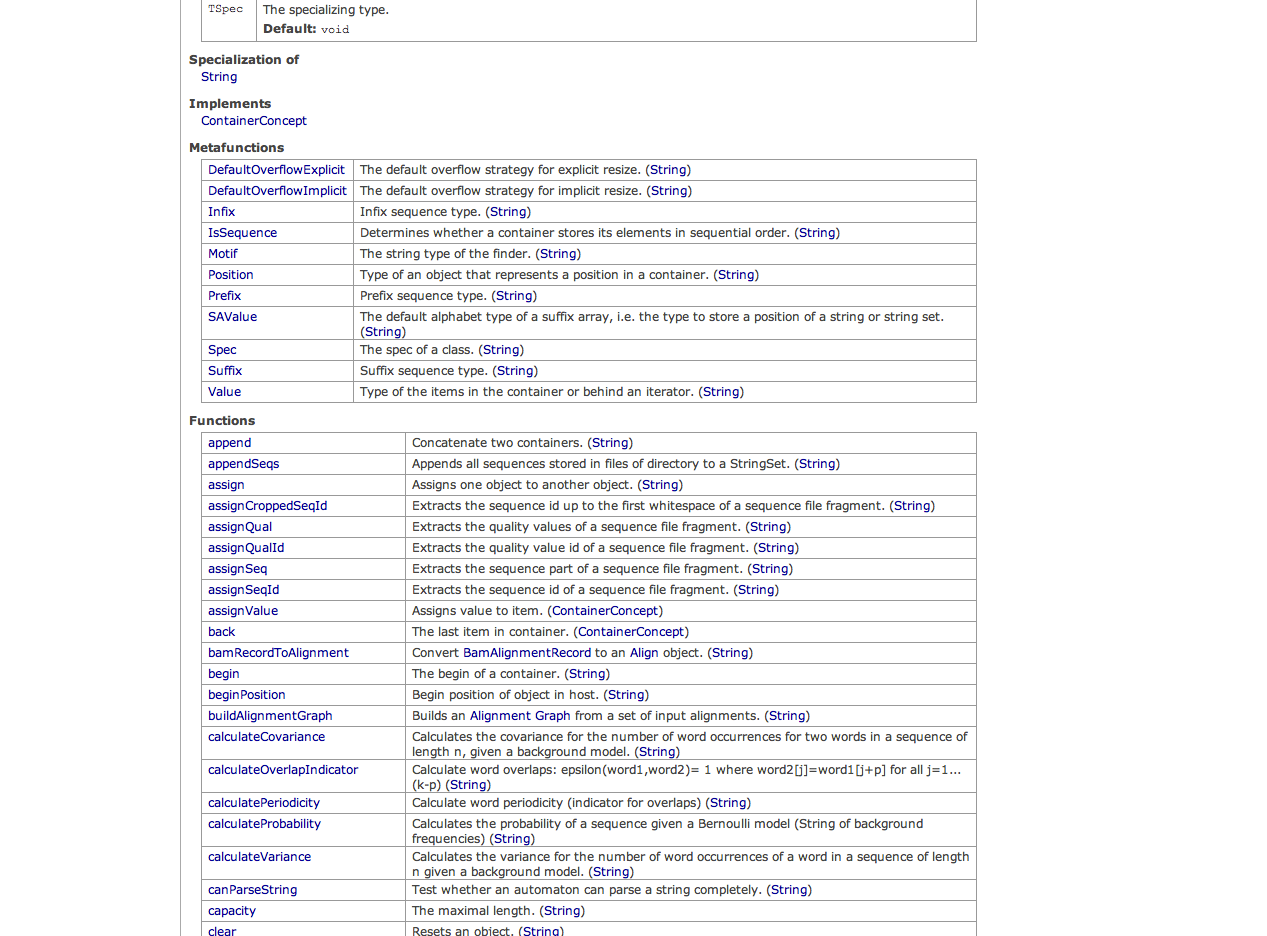 TSpec The specializing type.
Default: void
Specialization of
String
Implements
ContainerConcept
Metafunctions
DefaultOverflowExplicit The default overflow strategy for explicit resize. (String)
DefaultOverflowImplicit The default overflow strategy for implicit resize. (String)
Infix Infix sequence type. (String)
IsSequence Determines whether a container stores its elements in sequential order. (String)
Motif The string type of the finder. (String)
Position Type of an object that represents a position in a container. (String)
Prefix Prefix sequence type. (String)
SAValue The default alphabet type of a suffix array, i.e. the type to store a position of a string or string set.
(String)
Spec The spec of a class. (String)
Suffix Suffix sequence type. (String)
Value Type of the items in the container or behind an iterator. (String)
Functions
append Concatenate two containers. (String)
appendSeqs Appends all sequences stored in files of directory to a StringSet. (String)
assign Assigns one object to another object. (String)
assignCroppedSeqId Extracts the sequence id up to the first whitespace of a sequence file fragment. (String)
assignQual Extracts the quality values of a sequence file fragment. (String)
assignQualId Extracts the quality value id of a sequence file fragment. (String)
assignSeq Extracts the sequence part of a sequence file fragment. (String)
assignSeqId Extracts the sequence id of a sequence file fragment. (String)
assignValue Assigns value to item. (ContainerConcept)
back The last item in container. (ContainerConcept)
bamRecordToAlignment Convert BamAlignmentRecord to an Align object. (String)
begin The begin of a container. (String)
beginPosition Begin position of object in host. (String)
buildAlignmentGraph Builds an Alignment Graph from a set of input alignments. (String)
calculateCovariance Calculates the covariance for the number of word occurrences for two words in a sequence of
length n, given a background model. (String)
calculateOverlapIndicator Calculate word overlaps: epsilon(word1,word2)= 1 where word2[j]=word1[j+p] for all j=1...
(k-p) (String)
calculatePeriodicity Calculate word periodicity (indicator for overlaps) (String)
calculateProbability Calculates the probability of a sequence given a Bernoulli model (String of background
frequencies) (String)
calculateVariance Calculates the variance for the number of word occurrences of a word in a sequence of length
n given a background model. (String)
canParseString Test whether an automaton can parse a string completely. (String)
capacity The maximal length. (String)
clear Resets an object. (String)